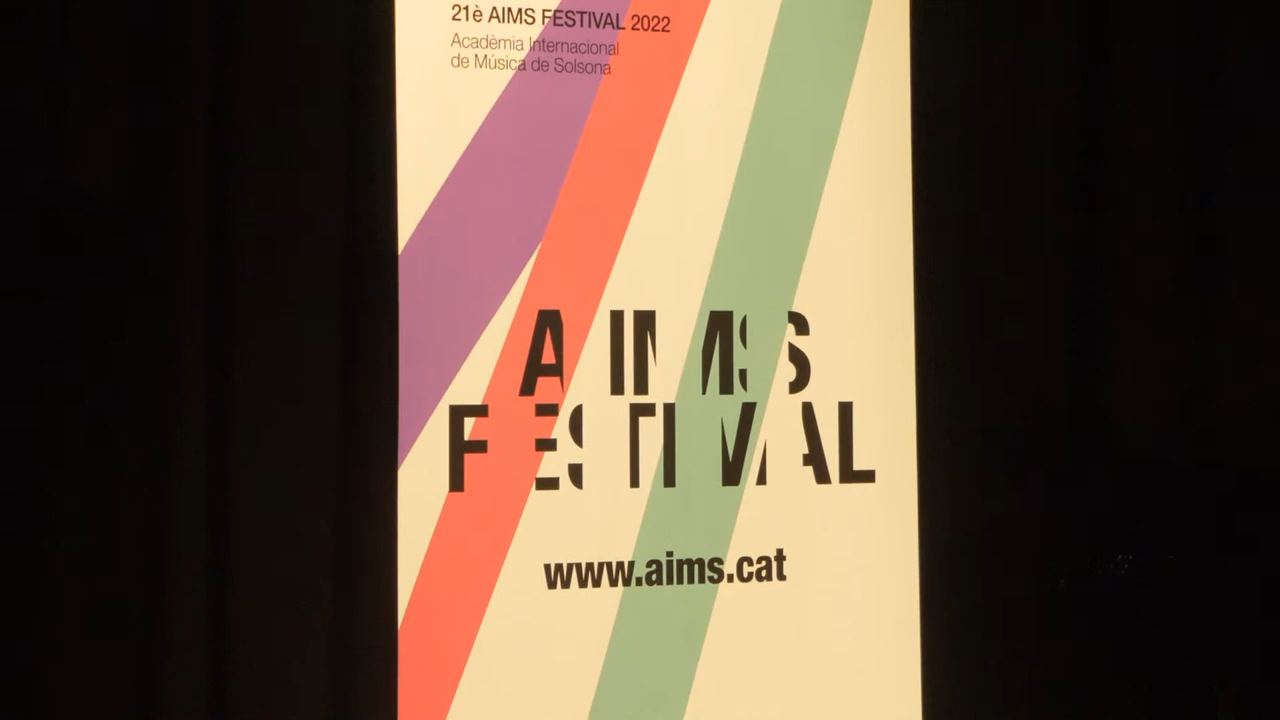 21è AIMS FESTIVAL 2022
Acadèmia Internacional
de Música de Solsona
AIMS
FESTIVAL
www.aims.cat